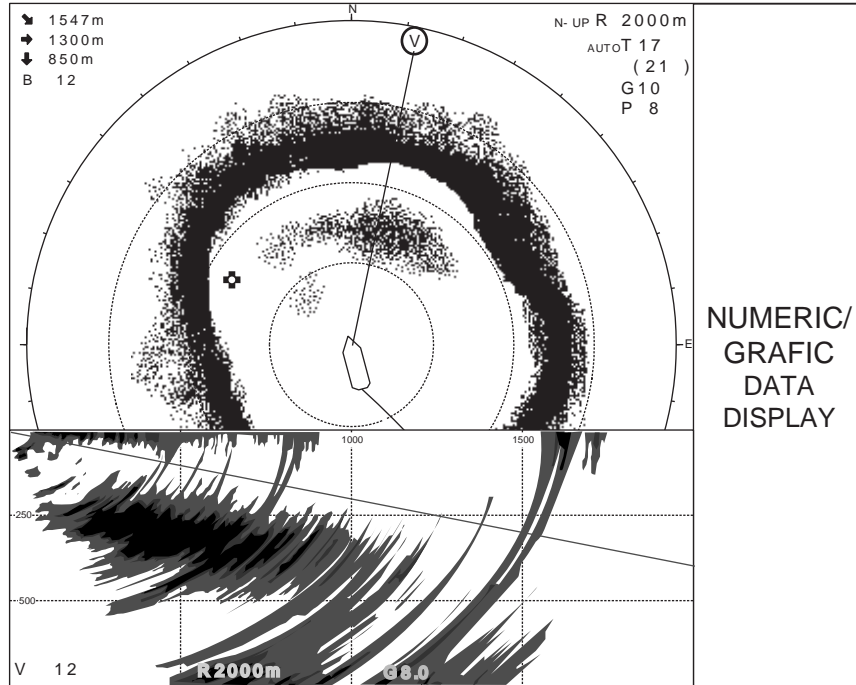 1547m
1300m
850m
B 12
N
V
N- UP R 2000m
AUTO T 17
(21 )
G10
P 8
E
NUMERIC/
GRAFIC
DATA
DISPLAY
1000
1500
-250
-500
V 12
R2000m
G8.0